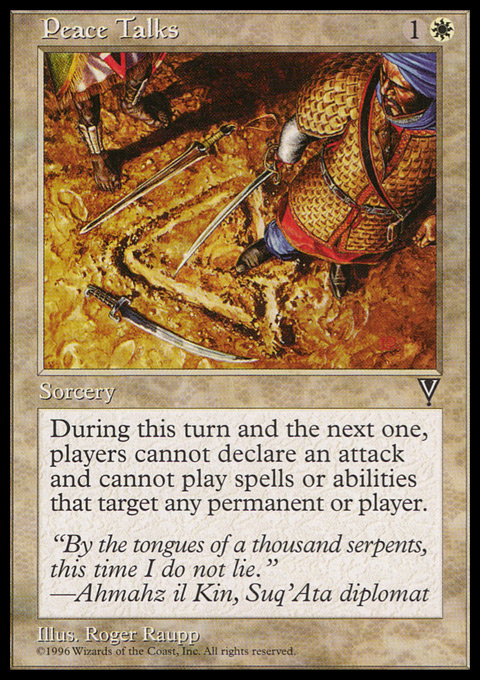 Peace Talks 1
Sorcery
During this turn and the next one,
players cannot declare an attack
and cannot play spells or abilities
that target any permanent or player.
“By the tongues of a thousand serpents,
this time I do not lie.”
—Ahmahz il Kin, Suq’Ata diplomat
Illus. Roger Raupp
©1996 Wizards of the Coast, Inc. All rights reserved.